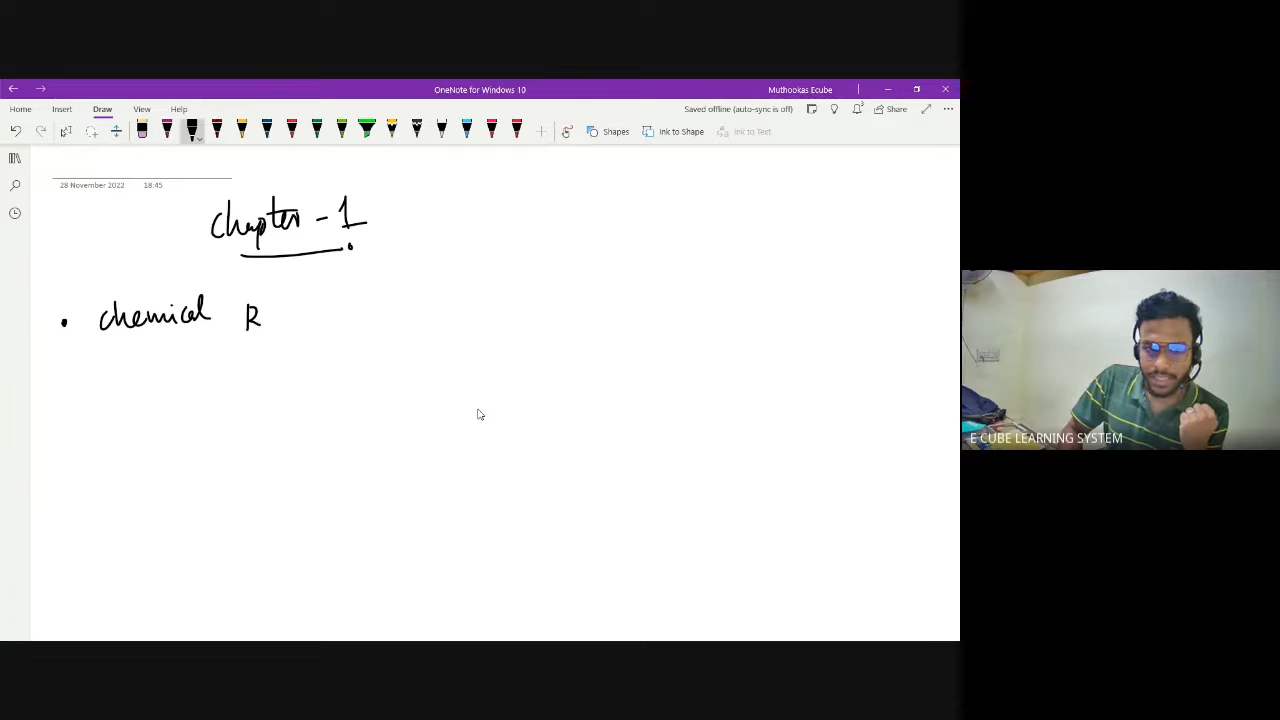 OneNote for Windows 10
Muthookas Ecube
Home Insert Draw View Help
Saved offline (auto-sync is off)
3
Share
Shapes
Ink to Shape
Ink to Text
28 November 2022 18:45
chapter - 1
• chemical R
E CUBE LEARNING SYSTEM